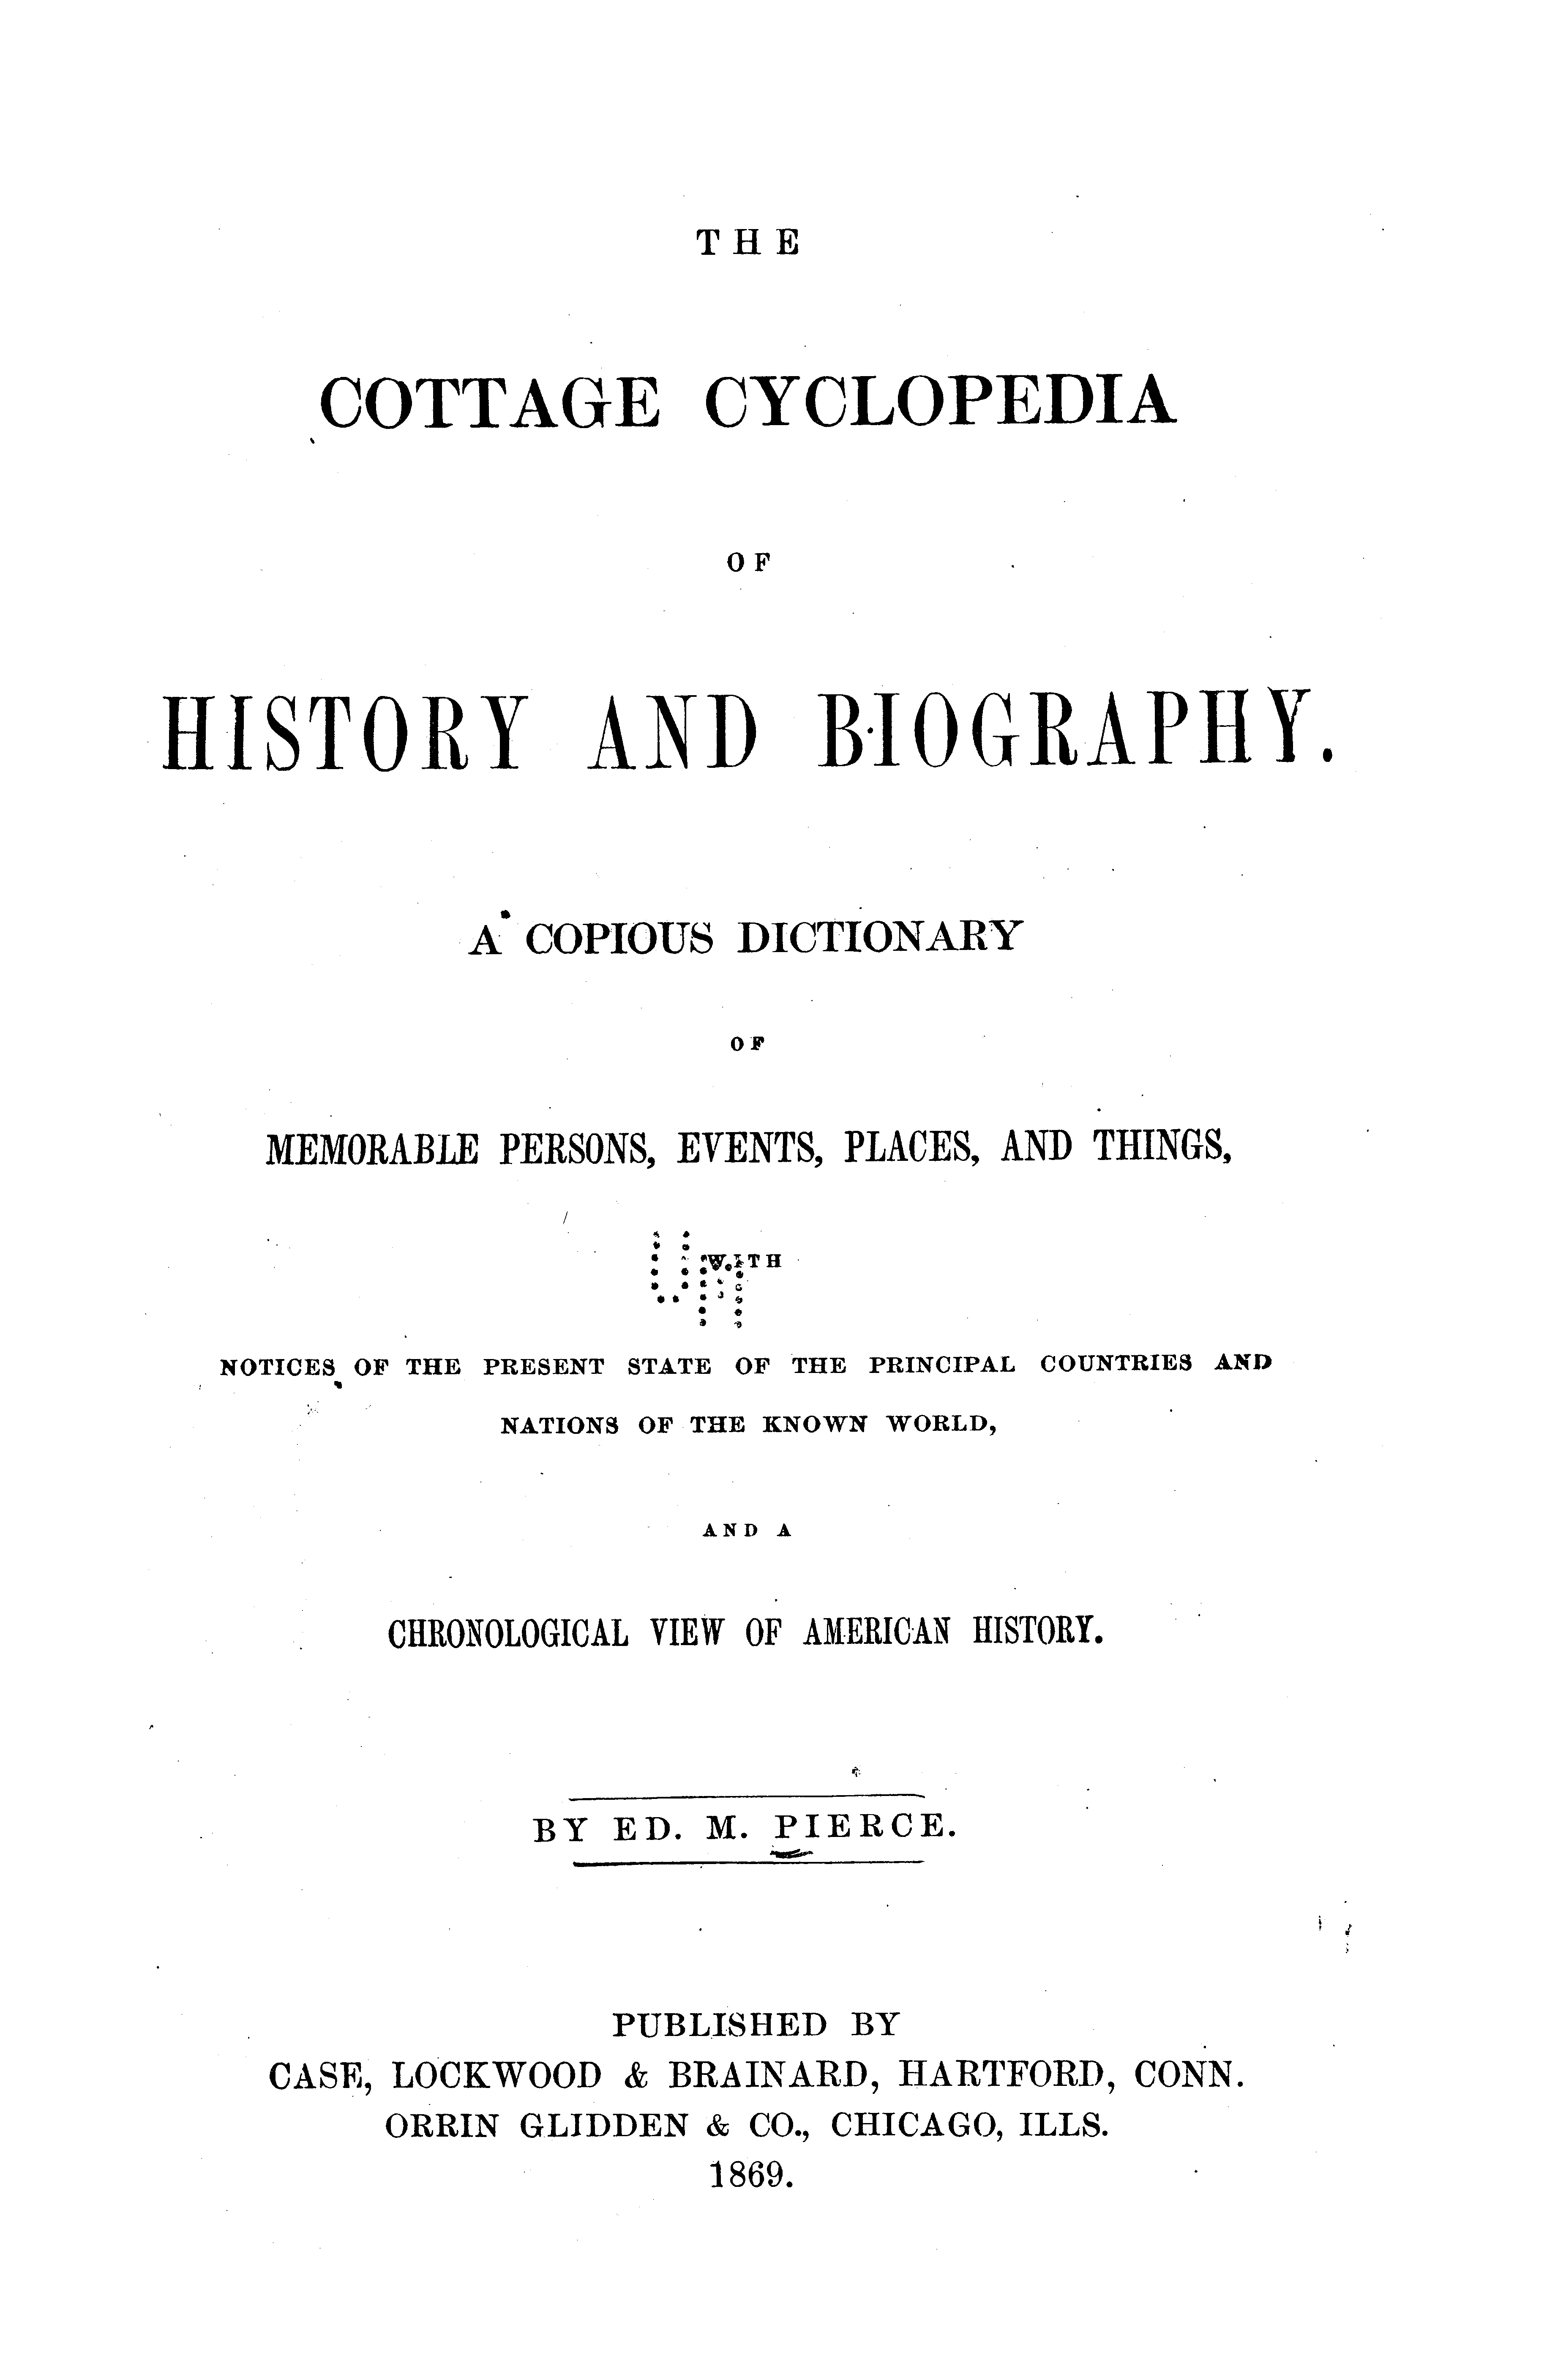 THE
COTTAGE CYCLOPEDIA
OF
HISTORY AND BIOGRAPHY.
A COPIOUS DICTIONARY
OF
MEMORABLE PERSONS, EVENTS, PLACES, AND THINGS,
WITH
NOTICES OF THE PRESENT STATE OF THE PRINCIPAL COUNTRIES AND
NATIONS OF THE KNOWN WORLD,
AND A
CHRONOLOGICAL VIEW OF AMERICAN HISTORY.
BY ED. M. PIERCE.
PUBLISHED BY
CASE, LOCKWOOD & BRAINARD, HARTFORD, CONN.
ORRIN GLIDDEN & CO., CHICAGO, ILLS.
1869.